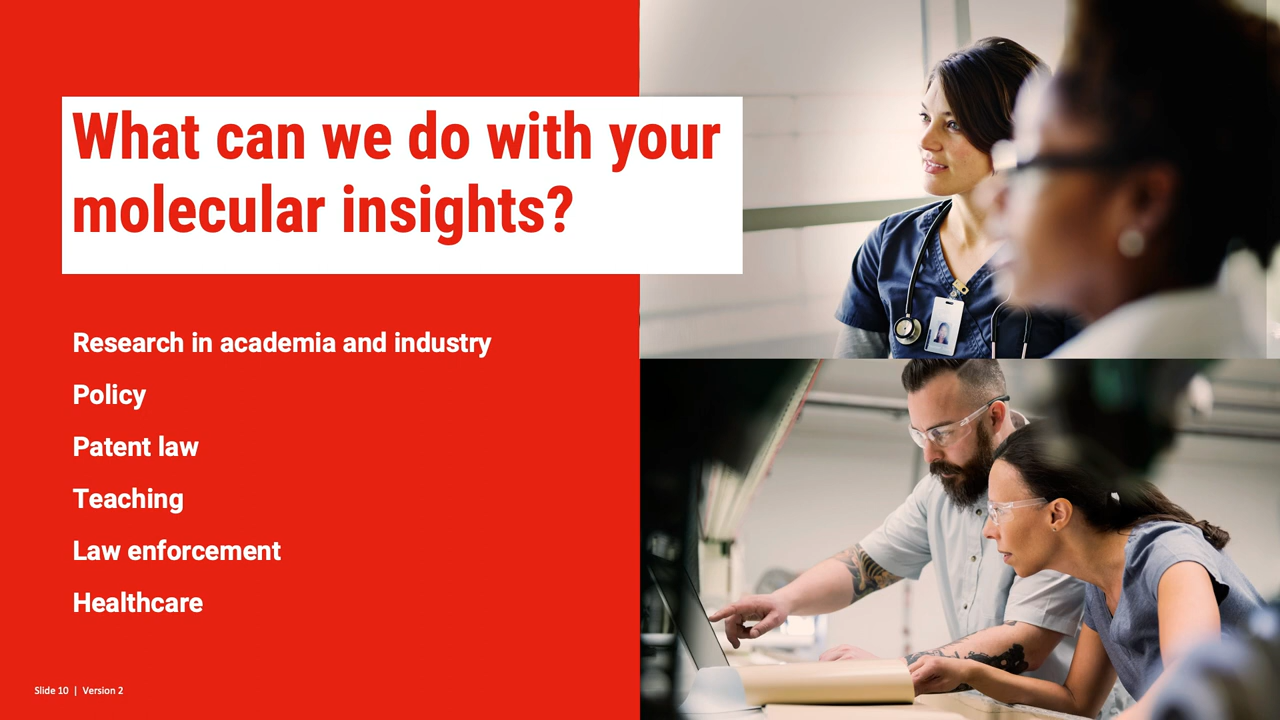 What can we do with your
molecular insights?
Research in academia and industry
Policy
Patent law
Teaching
Law enforcement
Healthcare
Slide 10 | Version 2